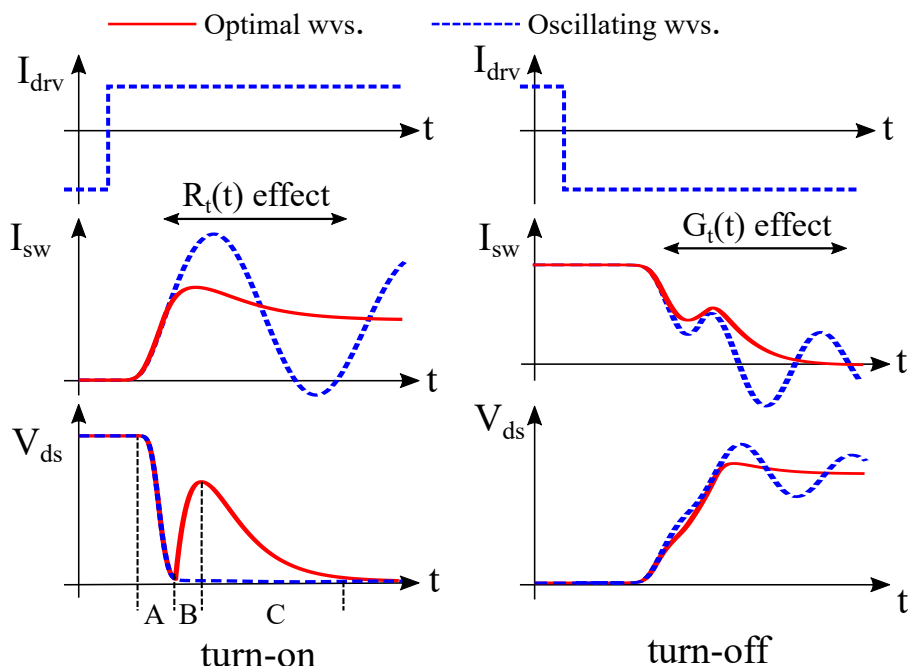 Optimal wvs.
Oscillating wvs.
I_drv
t
R_t(t) effect
I_sw
t
V_ds
t
A
B
C
turn-on
I_drv
t
G_t(t) effect
I_sw
t
V_ds
t
turn-off